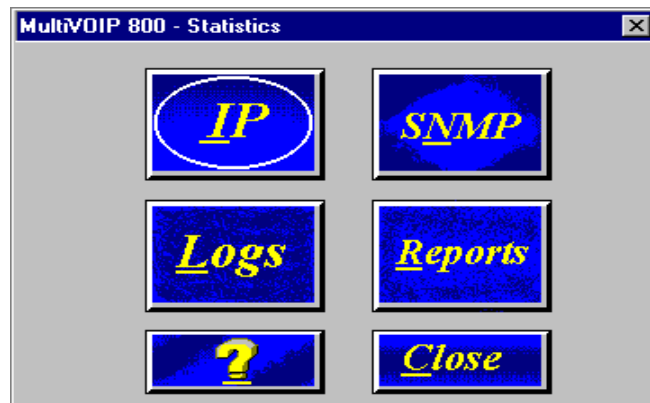 MultiVOIP 800 - Statistics
IP
SNMP
Logs
Reports
?
Close